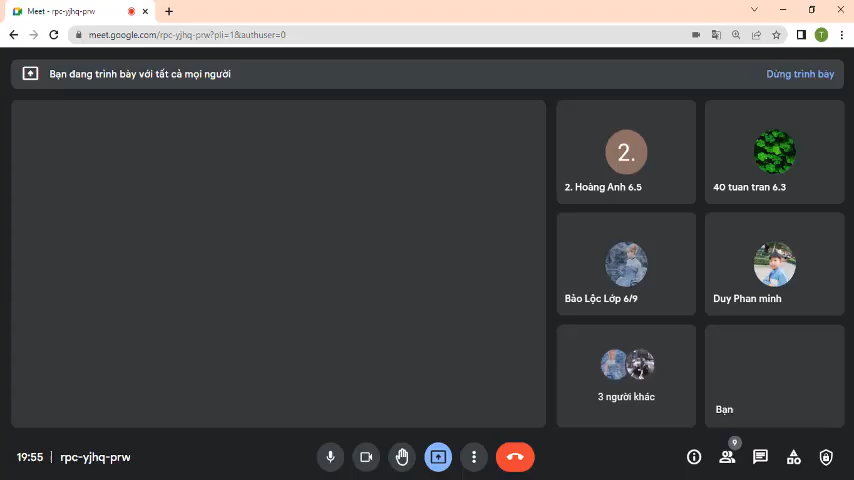 Meet - rpc-yjhq-prw
meet.google.com/rpc-yjhq-prw?pli=1&authuser=0
T
Bạn đang trình bày với tất cả mọi người
Dừng trình bày
2.
2. Hoàng Anh 6.5
40 tuan tran 6.3
Bảo Lộc Lớp 6/9
Duy Phan minh
3 người khác
Bạn
19:55 | rpc-yjhq-prw
9